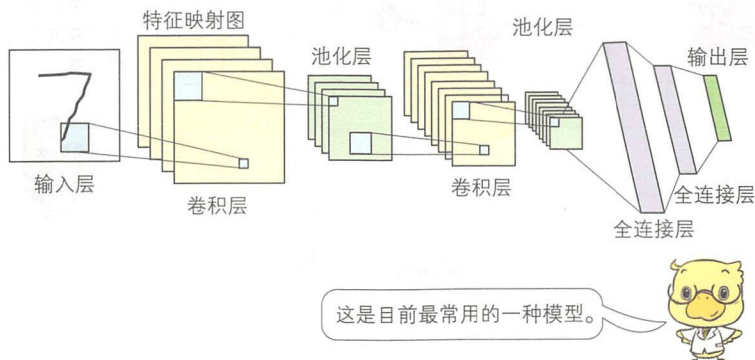 特征映射图
池化层
池化层
输出层
输入层
卷积层
卷积层
全连接层
全连接层
这是目前最常用的一种模型。